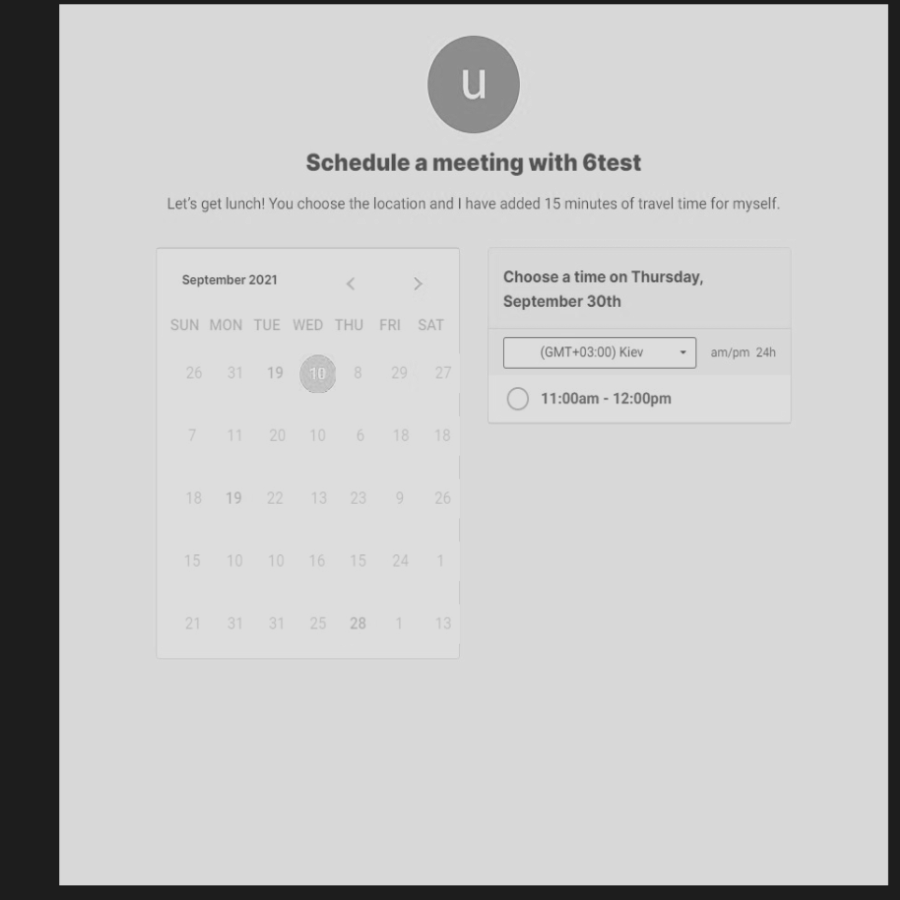 u
Schedule a meeting with 6test
Let's get lunch! You choose the location and I have added 15 minutes of travel time for myself.
September 2021
SUN MON TUE WED THU FRI SAT
26 31 19 10 8 29 27
7 11 20 10 6 18 18
18 19 22 13 23 9 26
15 10 10 16 15 24 1
21 31 31 25 28 1 13
Choose a time on Thursday,
September 30th
(GMT+03:00) Kiev am/pm 24h
11:00am - 12:00pm